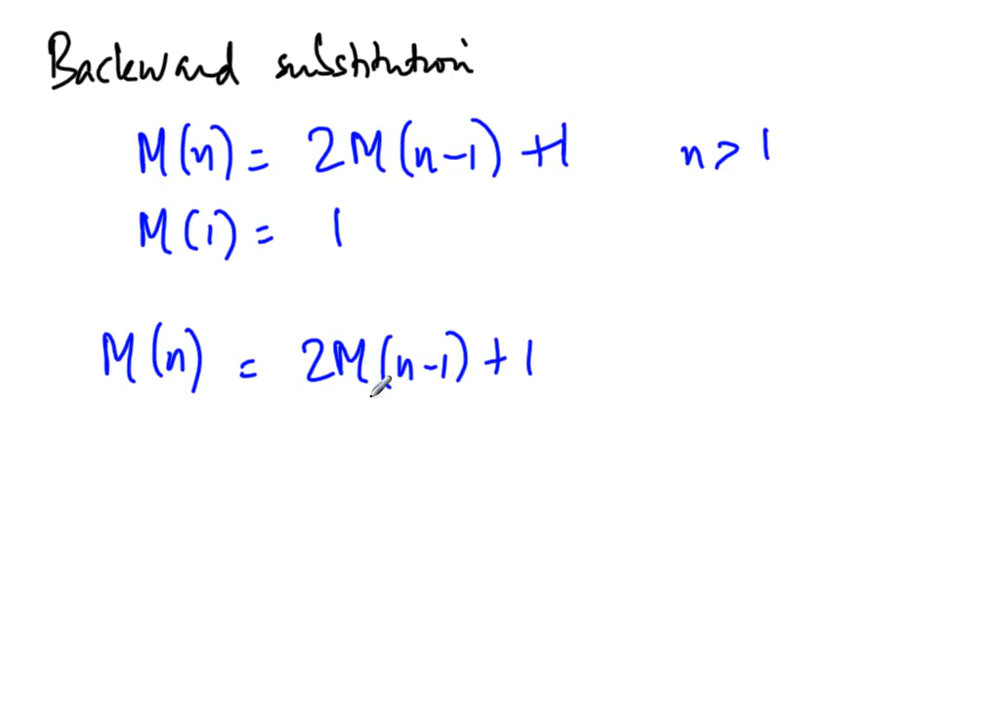 Backward substitution
M(n) = 2M(n-1) + 1 n > 1
M(1) = 1
M(n) = 2M(n-1) + 1